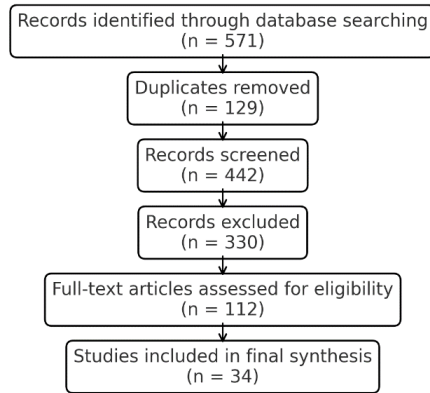 Records identified through database searching
(n = 571)
Duplicates removed
(n = 129)
Records screened
(n = 442)
Records excluded
(n = 330)
Full-text articles assessed for eligibility
(n = 112)
Studies included in final synthesis
(n = 34)